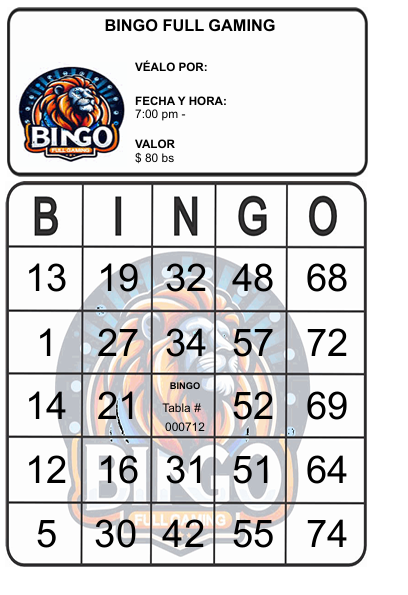 BINGO FULL GAMING
VÉALO POR:
FECHA Y HORA:
7:00 pm -
VALOR
$ 80 bs
BINGO
FULL GAMING
B I N G O
13 19 32 48 68
1 27 34 57 72
14 21 BINGO Tabla # 000712 52 69
12 16 31 51 64
5 30 42 55 74
BINGO
FULL GAMING